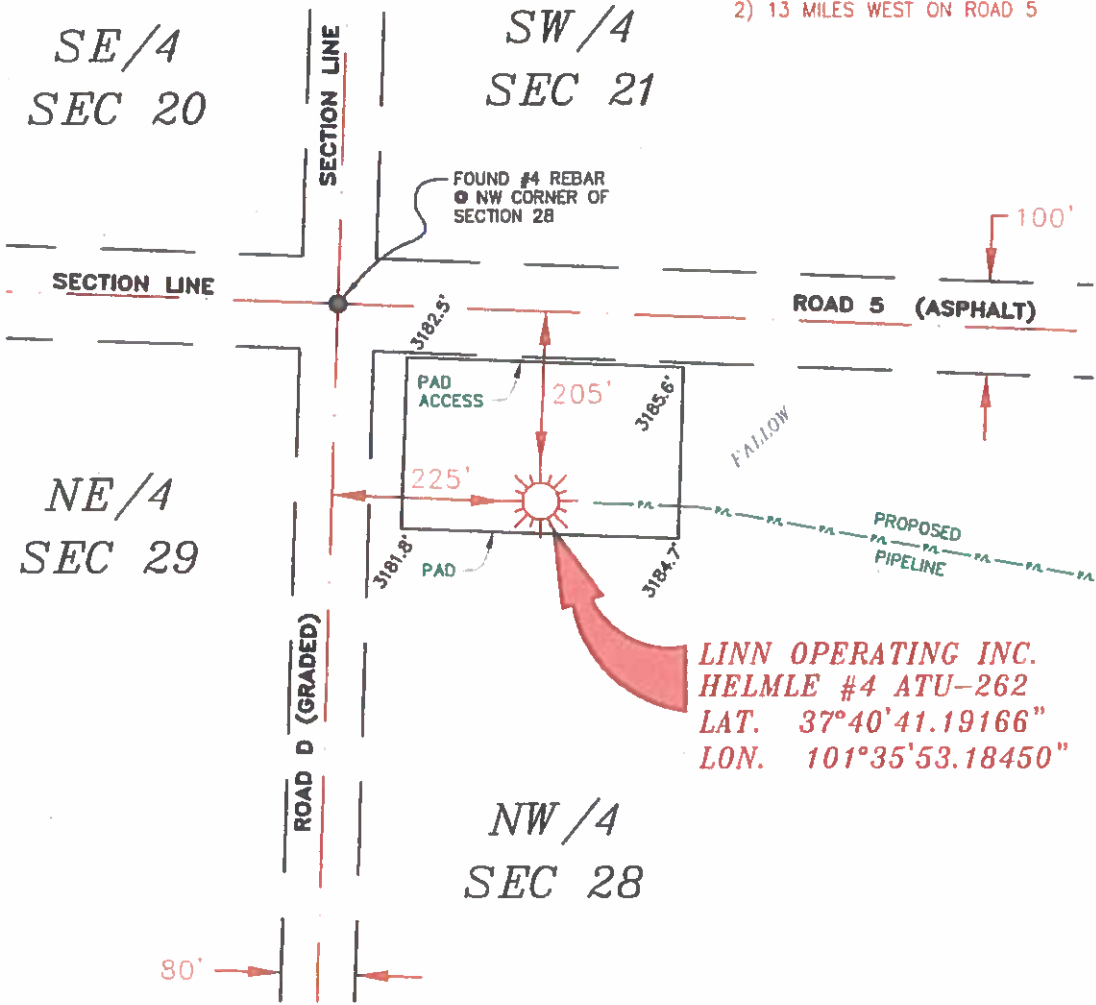 2) 13 MILES WEST ON ROAD 5
SE/4
SEC 20
SECTION LINE
SW/4
SEC 21
FOUND #4 REBAR
@ NW CORNER OF
SECTION 28
100'
SECTION LINE
ROAD 5 (ASPHALT)
3182.5'
PAD
ACCESS
205'
3185.6'
FALLOW
225'
NE/4
SEC 29
P/L P/L P/L P/L P/L P/L P/L P/L P/L
PROPOSED
PIPELINE
3181.8'
PAD
3184.7'
ROAD D (GRADED)
LINN OPERATING INC.
HELMLE #4 ATU-262
LAT. 37°40'41.19166"
LON. 101°35'53.18450"
NW/4
SEC 28
80'